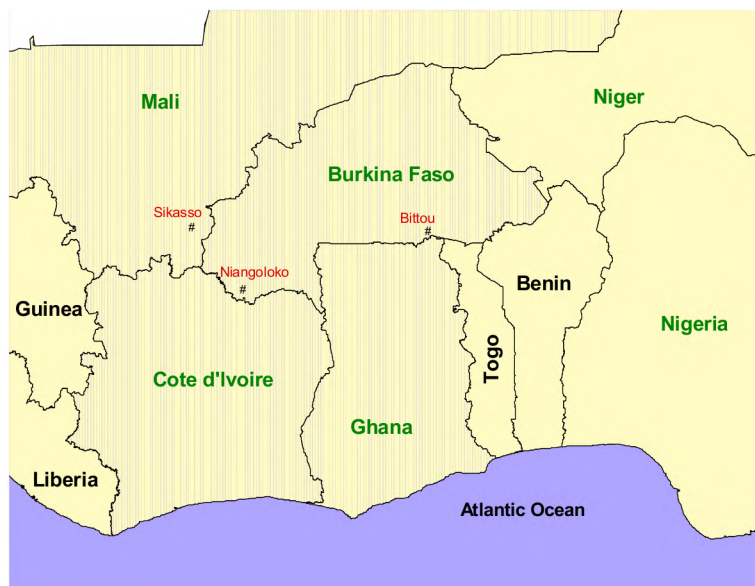 Mali
Niger
Burkina Faso
Sikasso
#
Bittou
#
Niangoloko
#
Benin
Guinea
Nigeria
Togo
Cote d'Ivoire
Ghana
Liberia
Atlantic Ocean